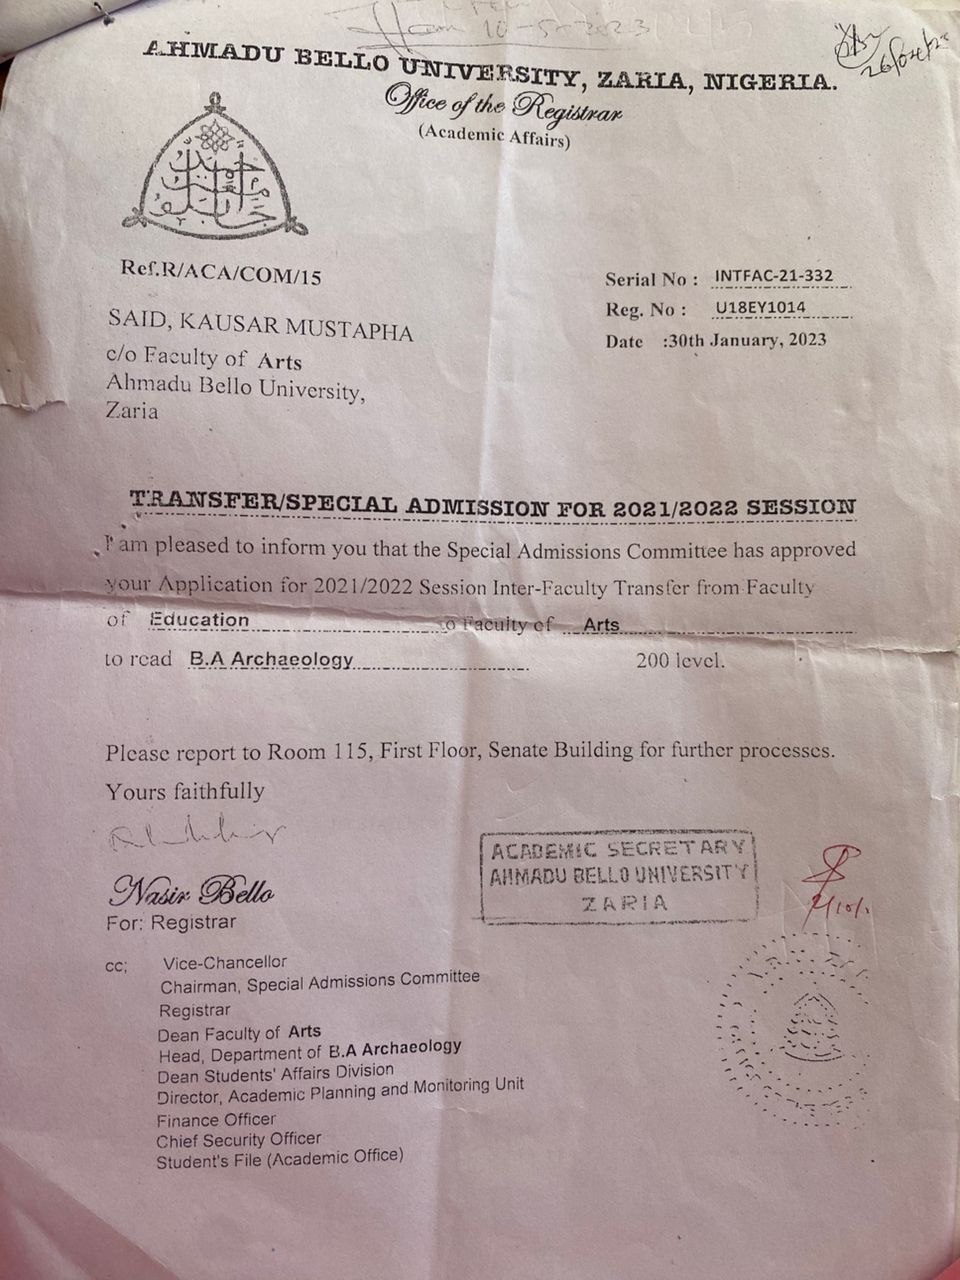 10-5-2023
AHMADU BELLO UNIVERSITY, ZARIA, NIGERIA.
Office of the Registrar
(Academic Affairs)
Ref.R/ACA/COM/15
Serial No : INTFAC-21-332
Reg. No : U18EY1014
Date :30th January, 2023
SAID, KAUSAR MUSTAPHA
c/o Faculty of Arts
Ahmadu Bello University,
Zaria
TRANSFER/SPECIAL ADMISSION FOR 2021/2022 SESSION
I am pleased to inform you that the Special Admissions Committee has approved
your Application for 2021/2022 Session Inter-Faculty Transfer from Faculty
of Education to Faculty of Arts
to read B.A Archaeology 200 level.
Please report to Room 115, First Floor, Senate Building for further processes.
Yours faithfully
Nasir Bello
For: Registrar
ACADEMIC SECRETARY
AHMADU BELLO UNIVERSITY
ZARIA
cc; Vice-Chancellor
Chairman, Special Admissions Committee
Registrar
Dean Faculty of Arts
Head, Department of B.A Archaeology
Dean Students' Affairs Division
Director, Academic Planning and Monitoring Unit
Finance Officer
Chief Security Officer
Student's File (Academic Office)